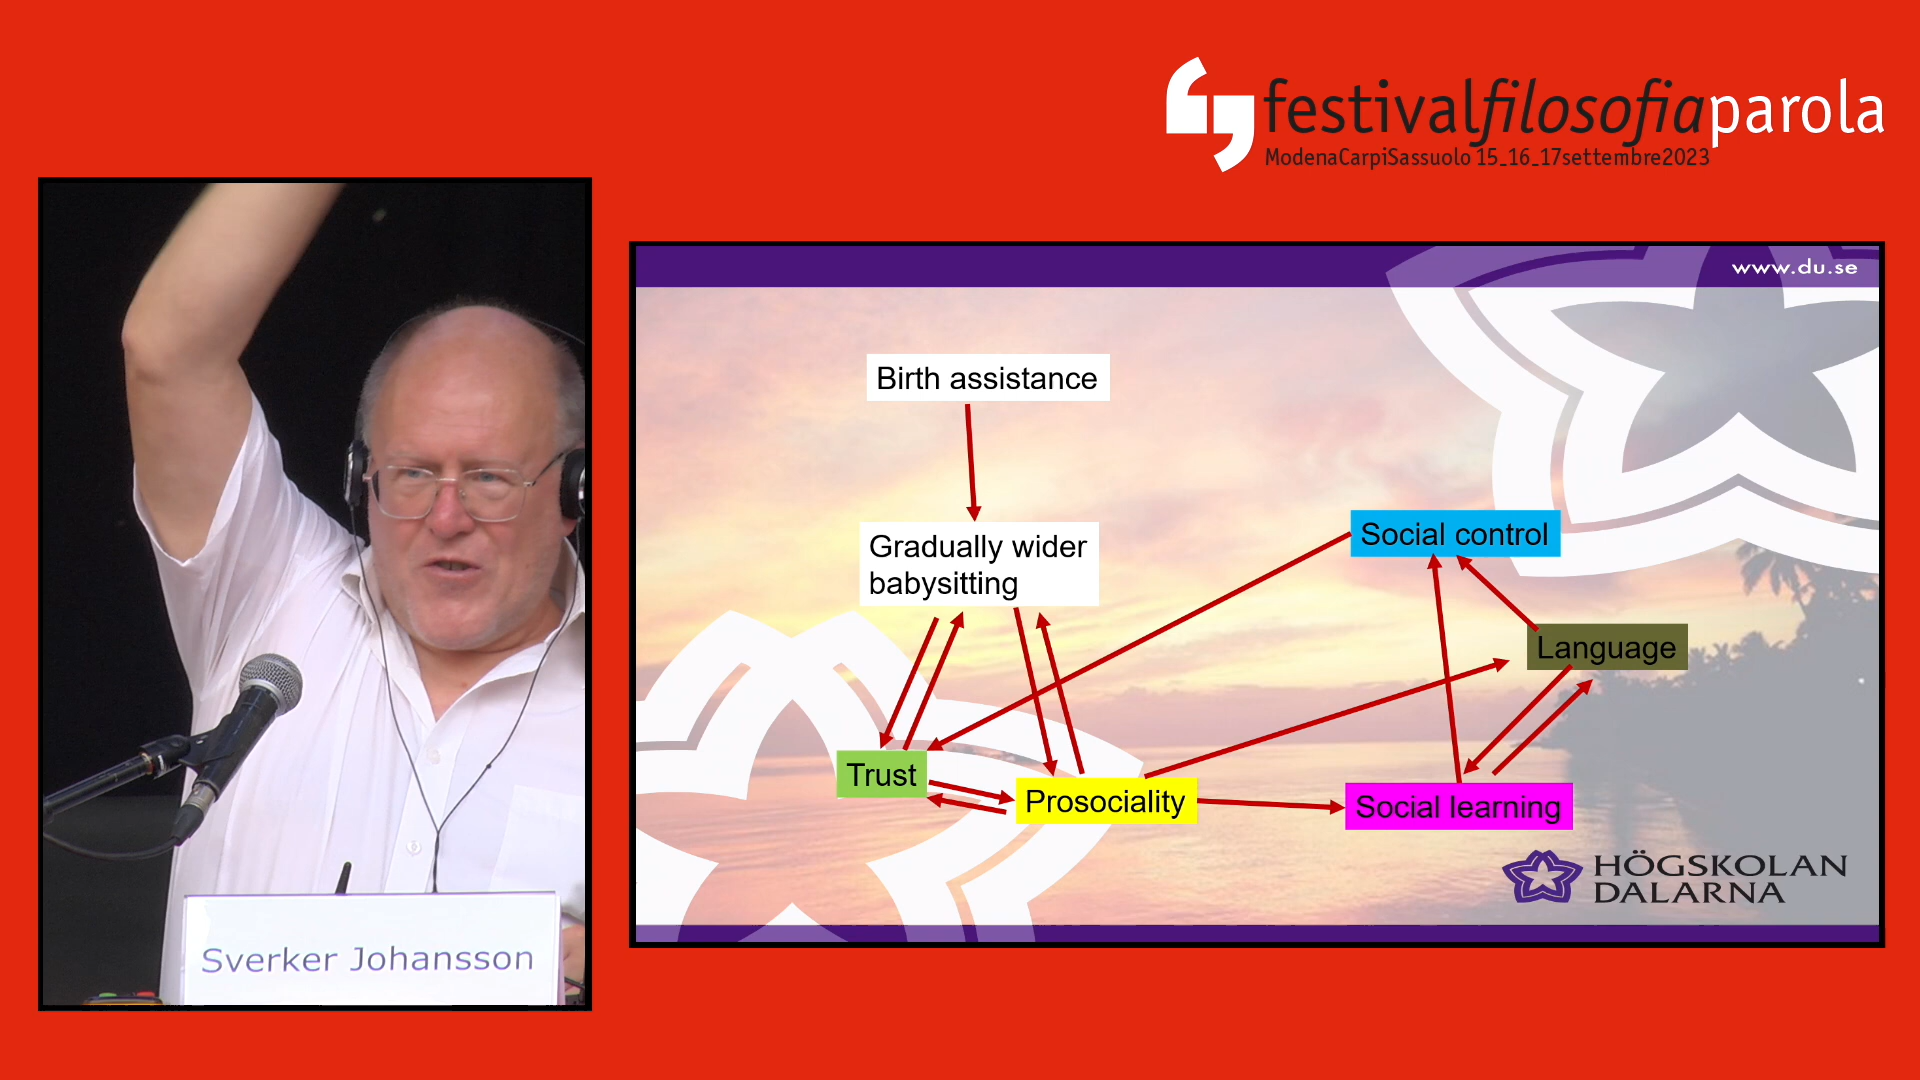 festivalfilosofiaparola
ModenaCarpiSassuolo 15_16_17settembre2023
www.du.se
Birth assistance
Gradually wider
babysitting
Social control
Language
Trust
Prosociality
Social learning
HÖGSKOLAN
DALARNA
Sverker Johansson